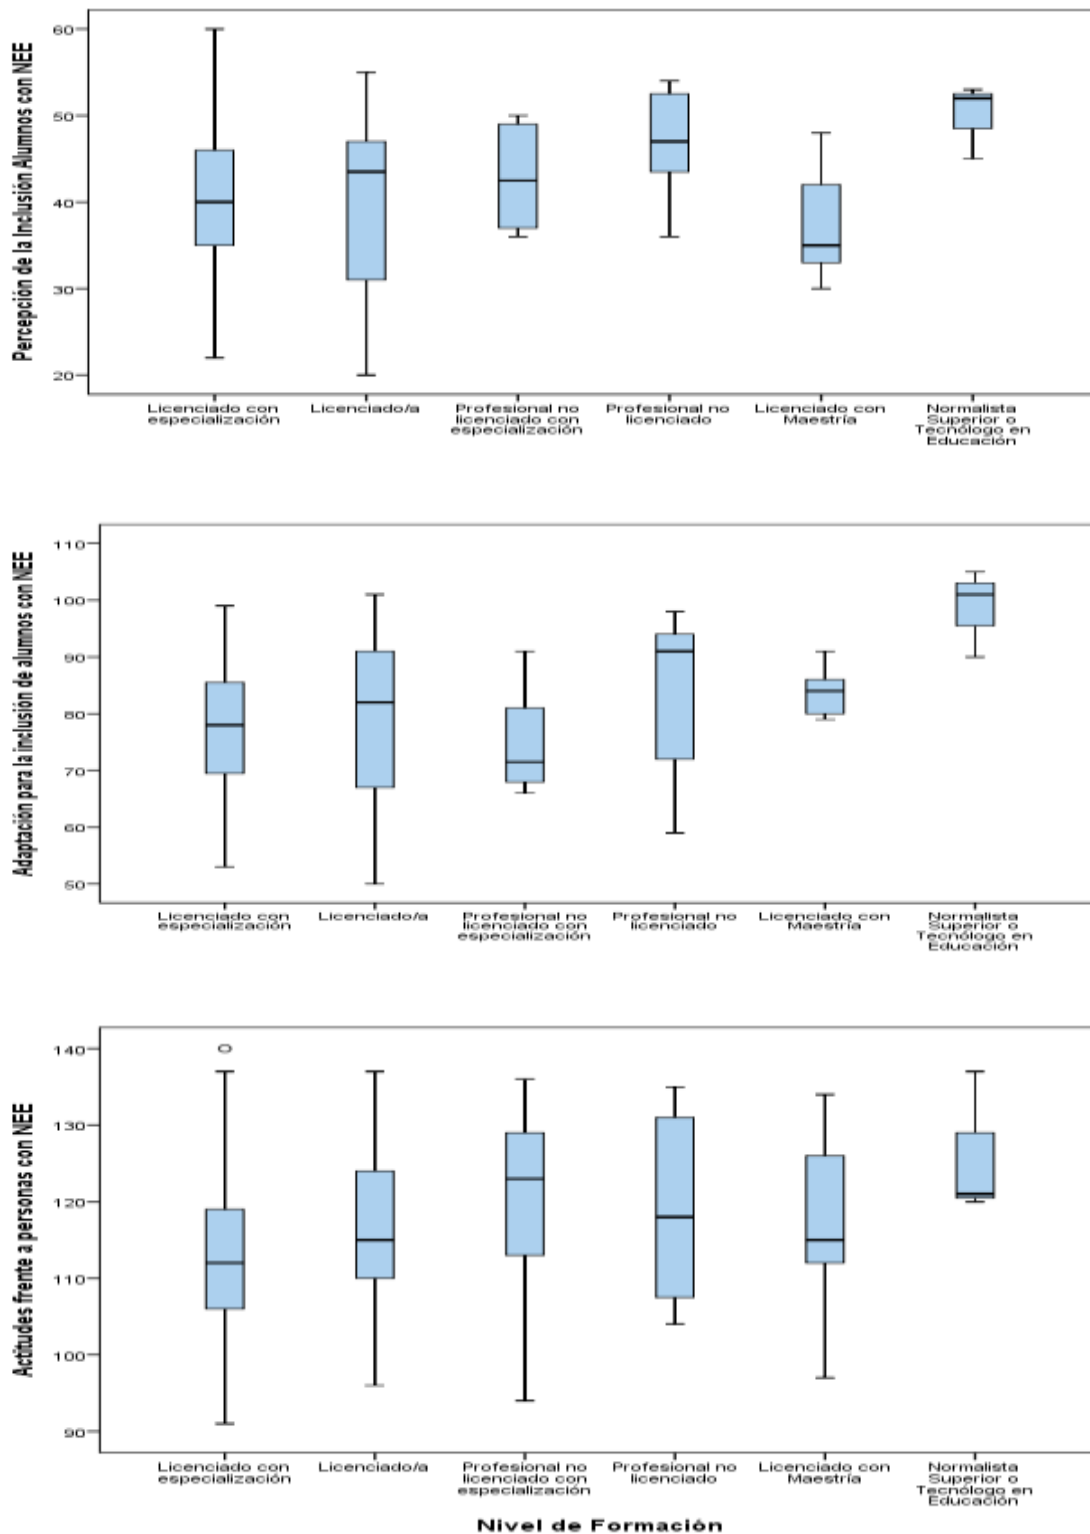 Percepción de la Inclusión Alumnos con NEE
60
50
40
30
20
Licenciado con
especialización
Licenciado/a
Profesional no
licenciado con
especialización
Profesional no
licenciado
Licenciado con
Maestría
Normalista
Superior o
Tecnólogo en
Educación
Adaptación para la inclusión de alumnos con NEE
110
100
90
80
70
60
50
Licenciado con
especialización
Licenciado/a
Profesional no
licenciado con
especialización
Profesional no
licenciado
Licenciado con
Maestría
Normalista
Superior o
Tecnólogo en
Educación
Actitudes frente a personas con NEE
140
130
120
110
100
90
Licenciado con
especialización
Licenciado/a
Profesional no
licenciado con
especialización
Profesional no
licenciado
Licenciado con
Maestría
Normalista
Superior o
Tecnólogo en
Educación
Nivel de Formación